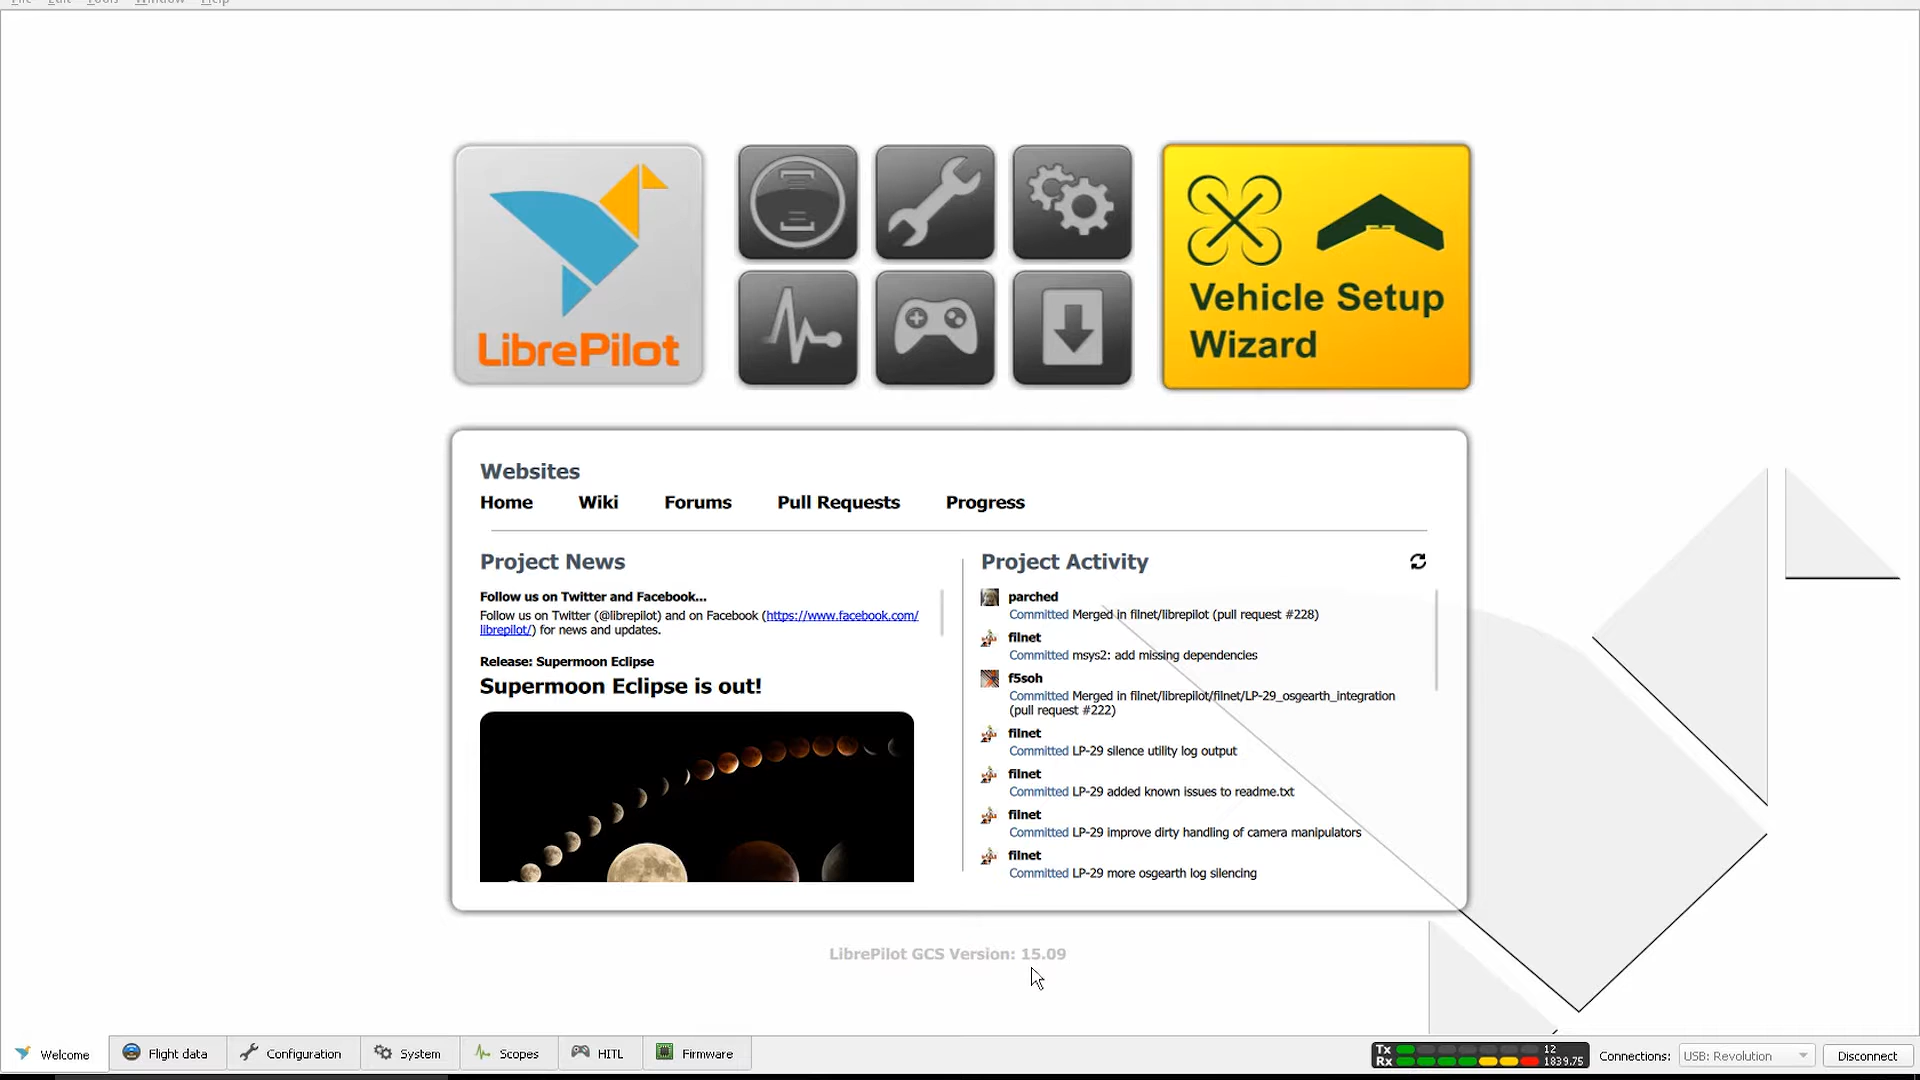 File Edit Tools Window Help
LibrePilot
Vehicle Setup
Wizard
Websites
Home Wiki Forums Pull Requests Progress
Project News
Follow us on Twitter and Facebook...
Follow us on Twitter (@librepilot) and on Facebook (https://www.facebook.com/
librepilot/) for news and updates.
Release: Supermoon Eclipse
Supermoon Eclipse is out!
Project Activity
parched
Committed Merged in filnet/librepilot (pull request #228)
filnet
Committed msys2: add missing dependencies
f5soh
Committed Merged in filnet/librepilot/filnet/LP-29_osgearth_integration
(pull request #222)
filnet
Committed LP-29 silence utility log output
filnet
Committed LP-29 added known issues to readme.txt
filnet
Committed LP-29 improve dirty handling of camera manipulators
filnet
Committed LP-29 more osgearth log silencing
LibrePilot GCS Version: 15.09
Welcome Flight data Configuration System Scopes HITL Firmware
Tx 12
Rx 1839.75
Connections: USB: Revolution Disconnect